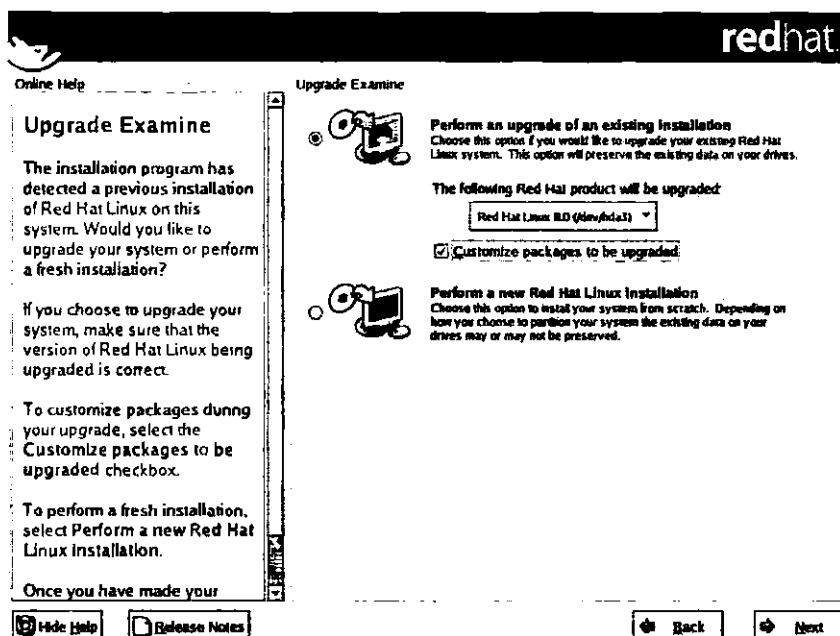 redhat
Online Help
Upgrade Examine
The installation program has
detected a previous installation
of Red Hat Linux on this
system. Would you like to
upgrade your system or perform
a fresh installation?
If you choose to upgrade your
system, make sure that the
version of Red Hat Linux being
upgraded is correct.
To customize packages during
your upgrade, select the
Customize packages to be
upgraded checkbox.
To perform a fresh installation,
select Perform a new Red Hat
Linux Installation.
Once you have made your
Upgrade Examine
Perform an upgrade of an existing installation
Choose this option if you would like to upgrade your existing Red Hat
Linux system. This option will preserve the existing data on your drives.
The following Red Hat product will be upgraded:
Red Hat Linux 8.0 (/dev/hda3)
Customize packages to be upgraded
Perform a new Red Hat Linux Installation
Choose this option to install your system from scratch. Depending on
how you choose to partition your system the existing data on your
drives may or may not be preserved.
Hide Help
Release Notes
Back
Next